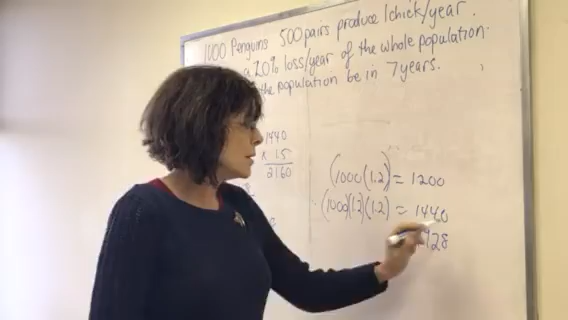 1000 Penguins 500 pairs produce 1 chick/year.
a 20% loss/year of the whole population.
the population be in 7 years.
1440
x 15
2160
(1000(1.2) = 1200
(1000)(1.2)(1.2) = 1440
28